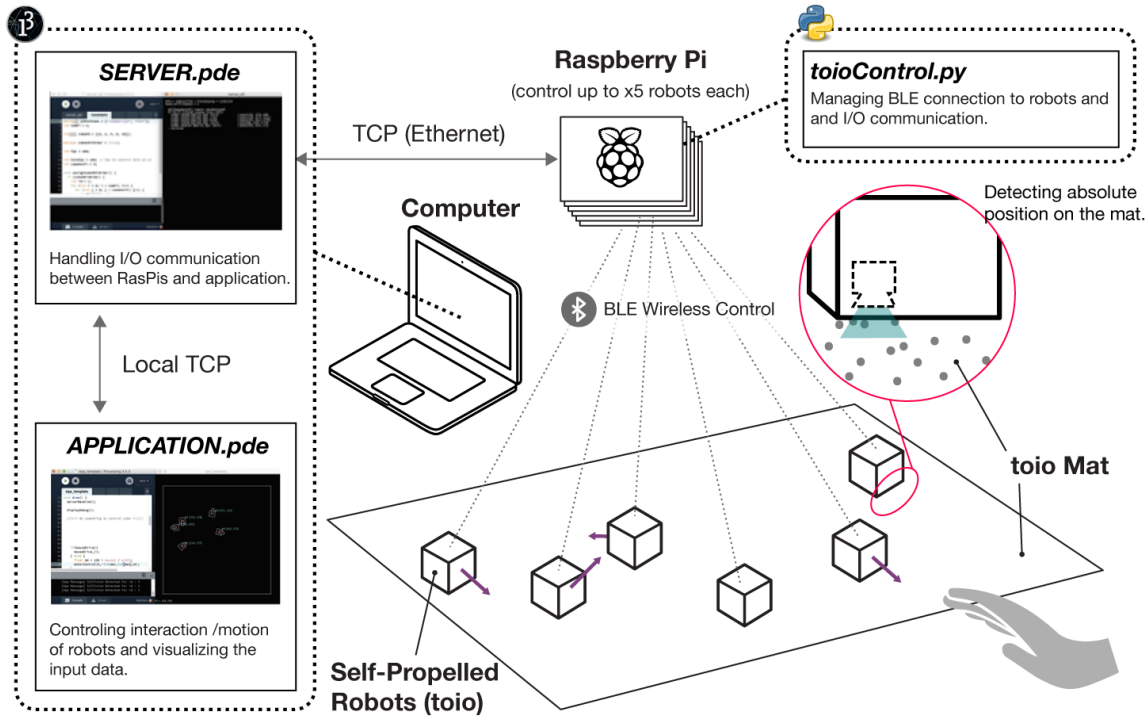 SERVER.pde
Handling I/O communication
between RasPis and application.
Local TCP
APPLICATION.pde
Controling interaction /motion
of robots and visualizing the
input data.
TCP (Ethernet)
Computer
Raspberry Pi
(control up to x5 robots each)
toioControl.py
Managing BLE connection to robots and
and I/O communication.
Detecting absolute
position on the mat.
BLE Wireless Control
toio Mat
Self-Propelled
Robots (toio)